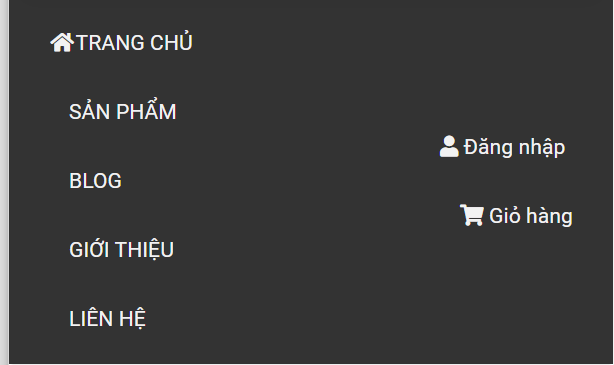 TRANG CHỦ
SẢN PHẨM
BLOG
GIỚI THIỆU
LIÊN HỆ
Đăng nhập
Giỏ hàng